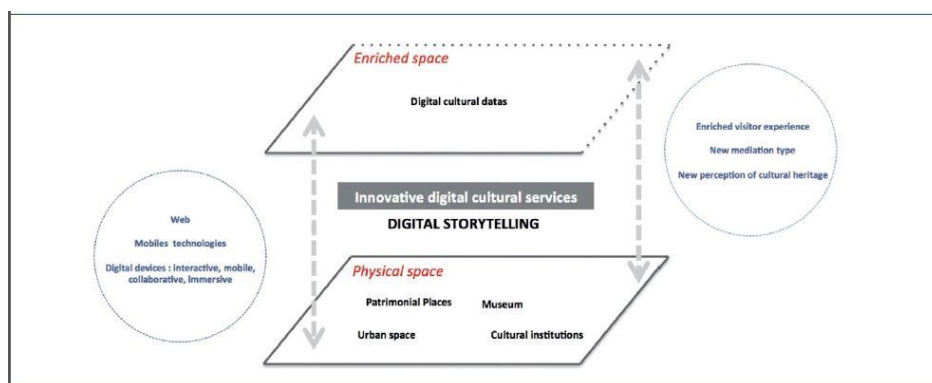 Enriched space
Digital cultural datas
Enriched visitor experience
New mediation type
New perception of cultural heritage
Innovative digital cultural services
DIGITAL STORYTELLING
Web
Mobiles technologies
Digital devices : interactive, mobile,
collaborative, immersive
Physical space
Patrimonial Places
Museum
Urban space
Cultural institutions